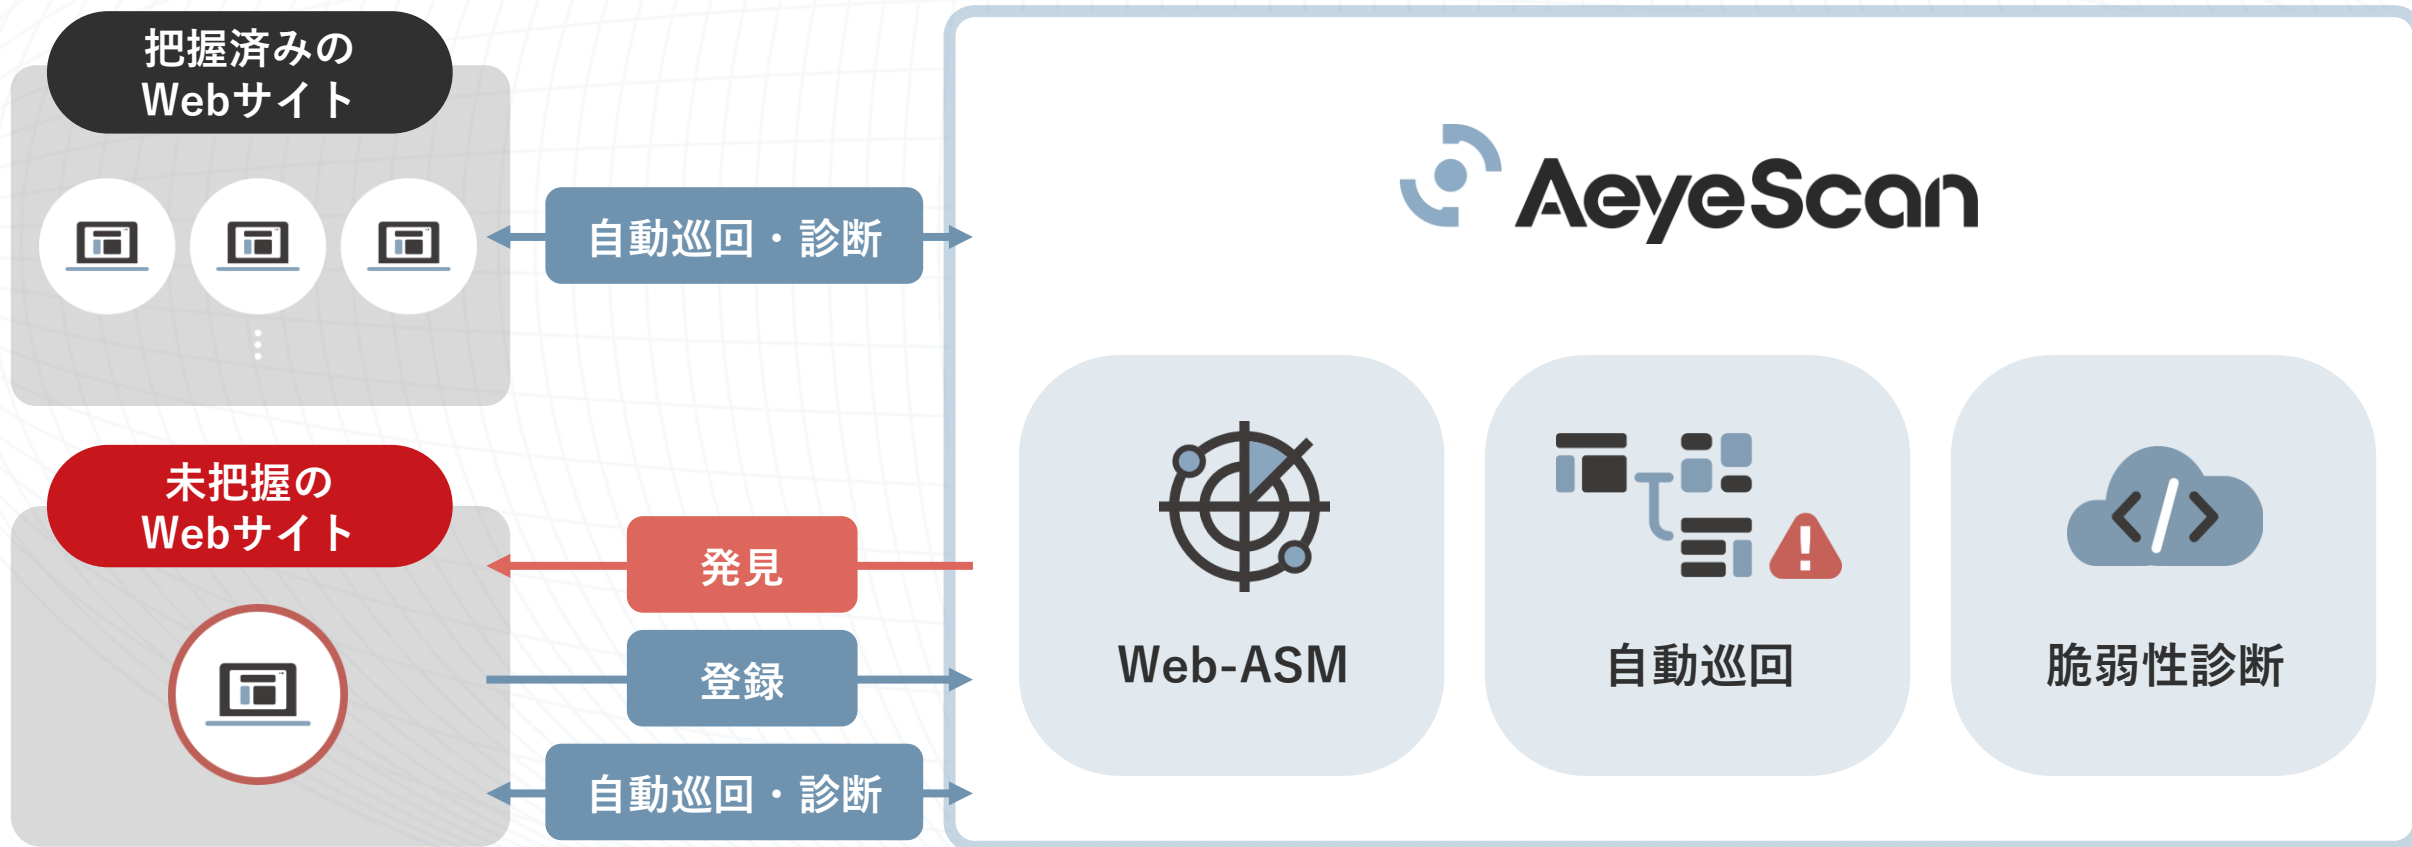 把握済みの
Webサイト
自動巡回・診断
未把握の
Webサイト
発見
登録
自動巡回・診断
AeyeScan
Web-ASM
自動巡回
脆弱性診断